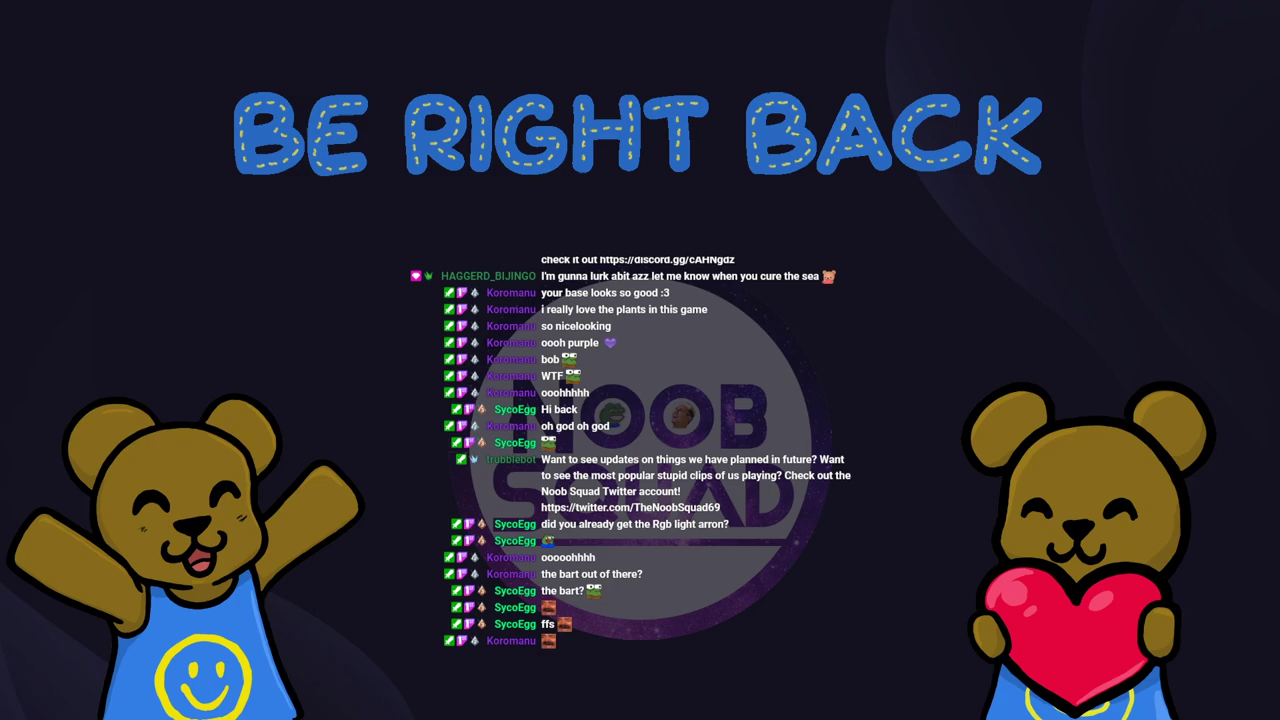 BE RIGHT BACK
check it out https://discord.gg/cAHNgdz
HAGGERD_BIJINGO I'm gunna lurk abit azz let me know when you cure the sea
Koromanu your base looks so good :3
Koromanu i really love the plants in this game
Koromanu so nicelooking
Koromanu oooh purple
Koromanu bob
Koromanu WTF
Koromanu ooohhhhh
SycoEgg Hi back
Koromanu oh god oh god
SycoEgg
trubblebot Want to see updates on things we have planned in future? Want
to see the most popular stupid clips of us playing? Check out the
Noob Squad Twitter account!
https://twitter.com/TheNoobSquad69
SycoEgg did you already get the Rgb light arron?
SycoEgg
Koromanu ooooohhhh
Koromanu the bart out of there?
SycoEgg the bart?
SycoEgg
SycoEgg ffs
Koromanu
NOOB
SQUAD